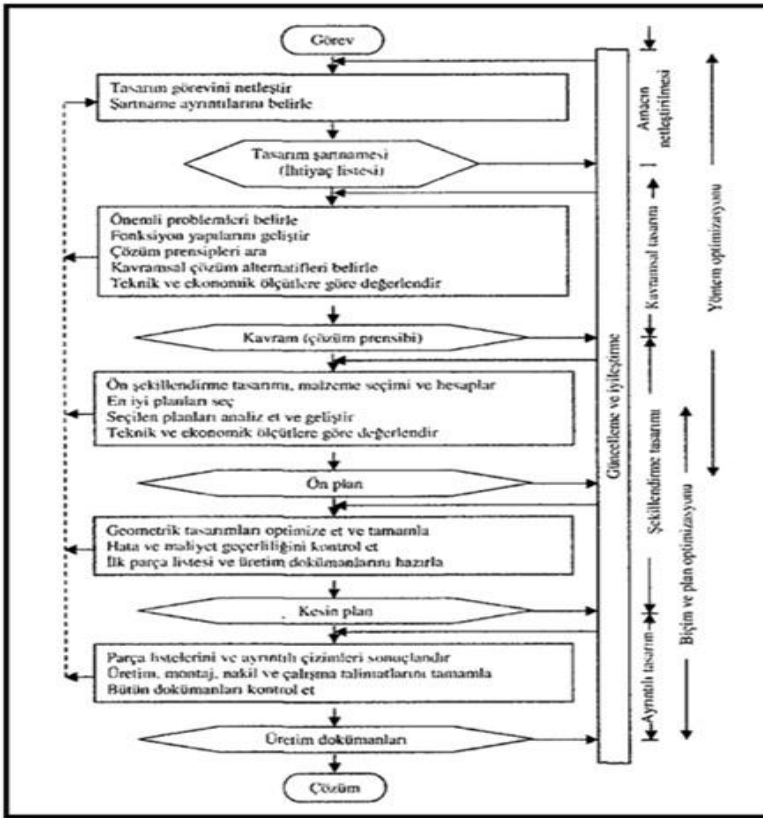 Görev
Tasarım görevini netleştir
Şartname ayrıntılarını belirle
Tasarım şartnamesi
(İhtiyaç listesi)
Önemli problemleri belirle
Fonksiyon yapılarını geliştir
Çözüm prensipleri ara
Kavramsal çözüm alternatifleri belirle
Teknik ve ekonomik ölçütlere göre değerlendir
Kavram (çözüm prensibi)
Ön şekillendirme tasarımı, malzeme seçimi ve hesaplar
En iyi planları seç
Seçilen planları analiz et ve geliştir
Teknik ve ekonomik ölçütlere göre değerlendir
Ön plan
Geometrik tasarımları optimize et ve tamamla
Hata ve maliyet geçerliliğini kontrol et
İlk parça listesi ve üretim dokümanlarını hazırla
Kesin plan
Parça listelerini ve ayrıntılı çizimleri sonuçlandır
Üretim, montaj, nakil ve çalışma talimatlarını tamamla
Bütün dokümanları kontrol et
Üretim dokümanları
Çözüm
Güncelleme ve iyileştirme
Amacın
netleştirilmesi
Kavramsal tasarım
Şekillendirme tasarımı
Ayrıntılı tasarım
Yöntem optimizasyonu
Biçim ve plan optimizasyonu